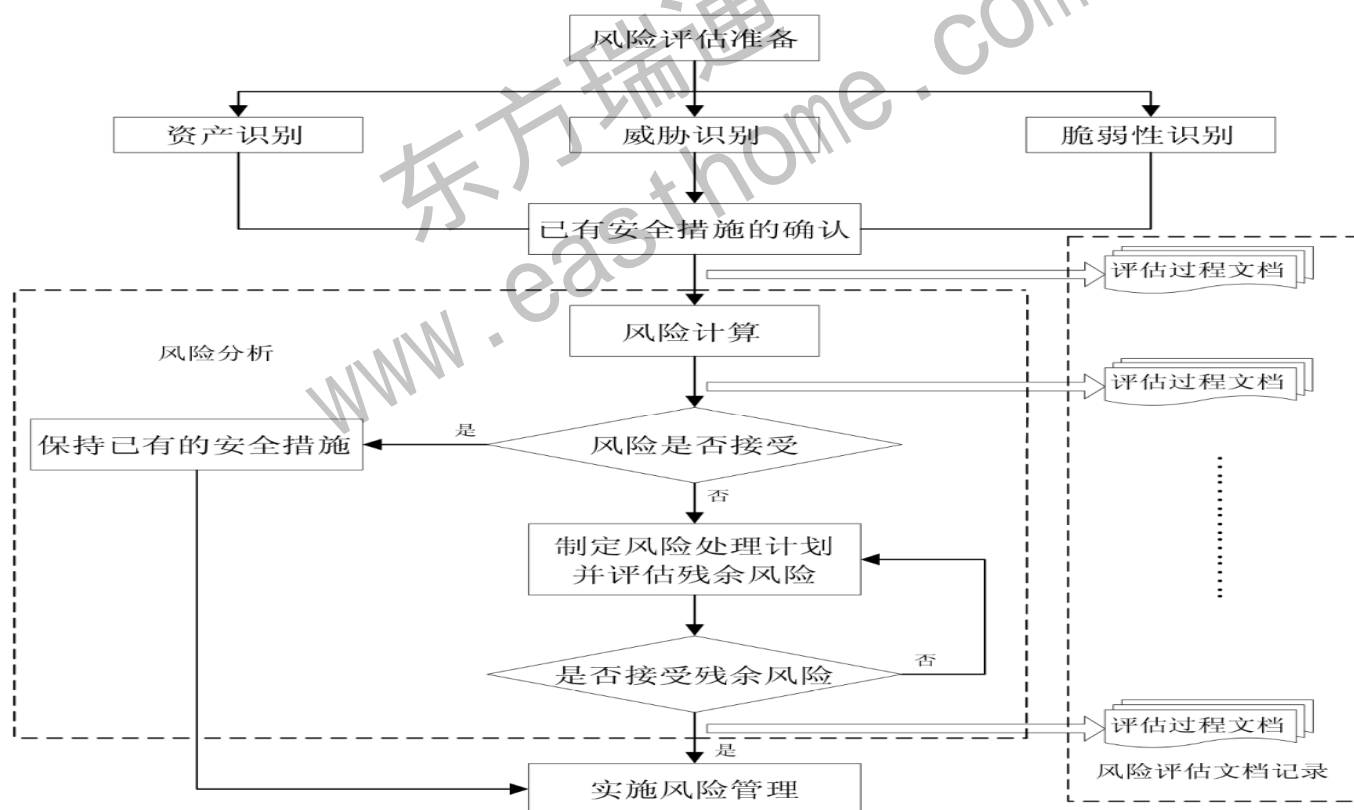 风险评估准备
资产识别
威胁识别
脆弱性识别
已有安全措施的确认
评估过程文档
风险计算
风险分析
评估过程文档
保持已有的安全措施
是
风险是否接受
否
制定风险处理计划
并评估残余风险
是否接受残余风险
否
评估过程文档
是
风险评估文档记录
实施风险管理
东方瑞通
www.easthome.com